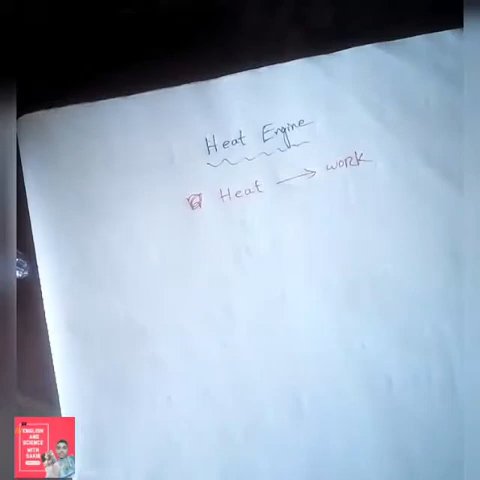 Heat Engine
Heat → WORK
ENGLISH
AND
SCIENCE
WITH